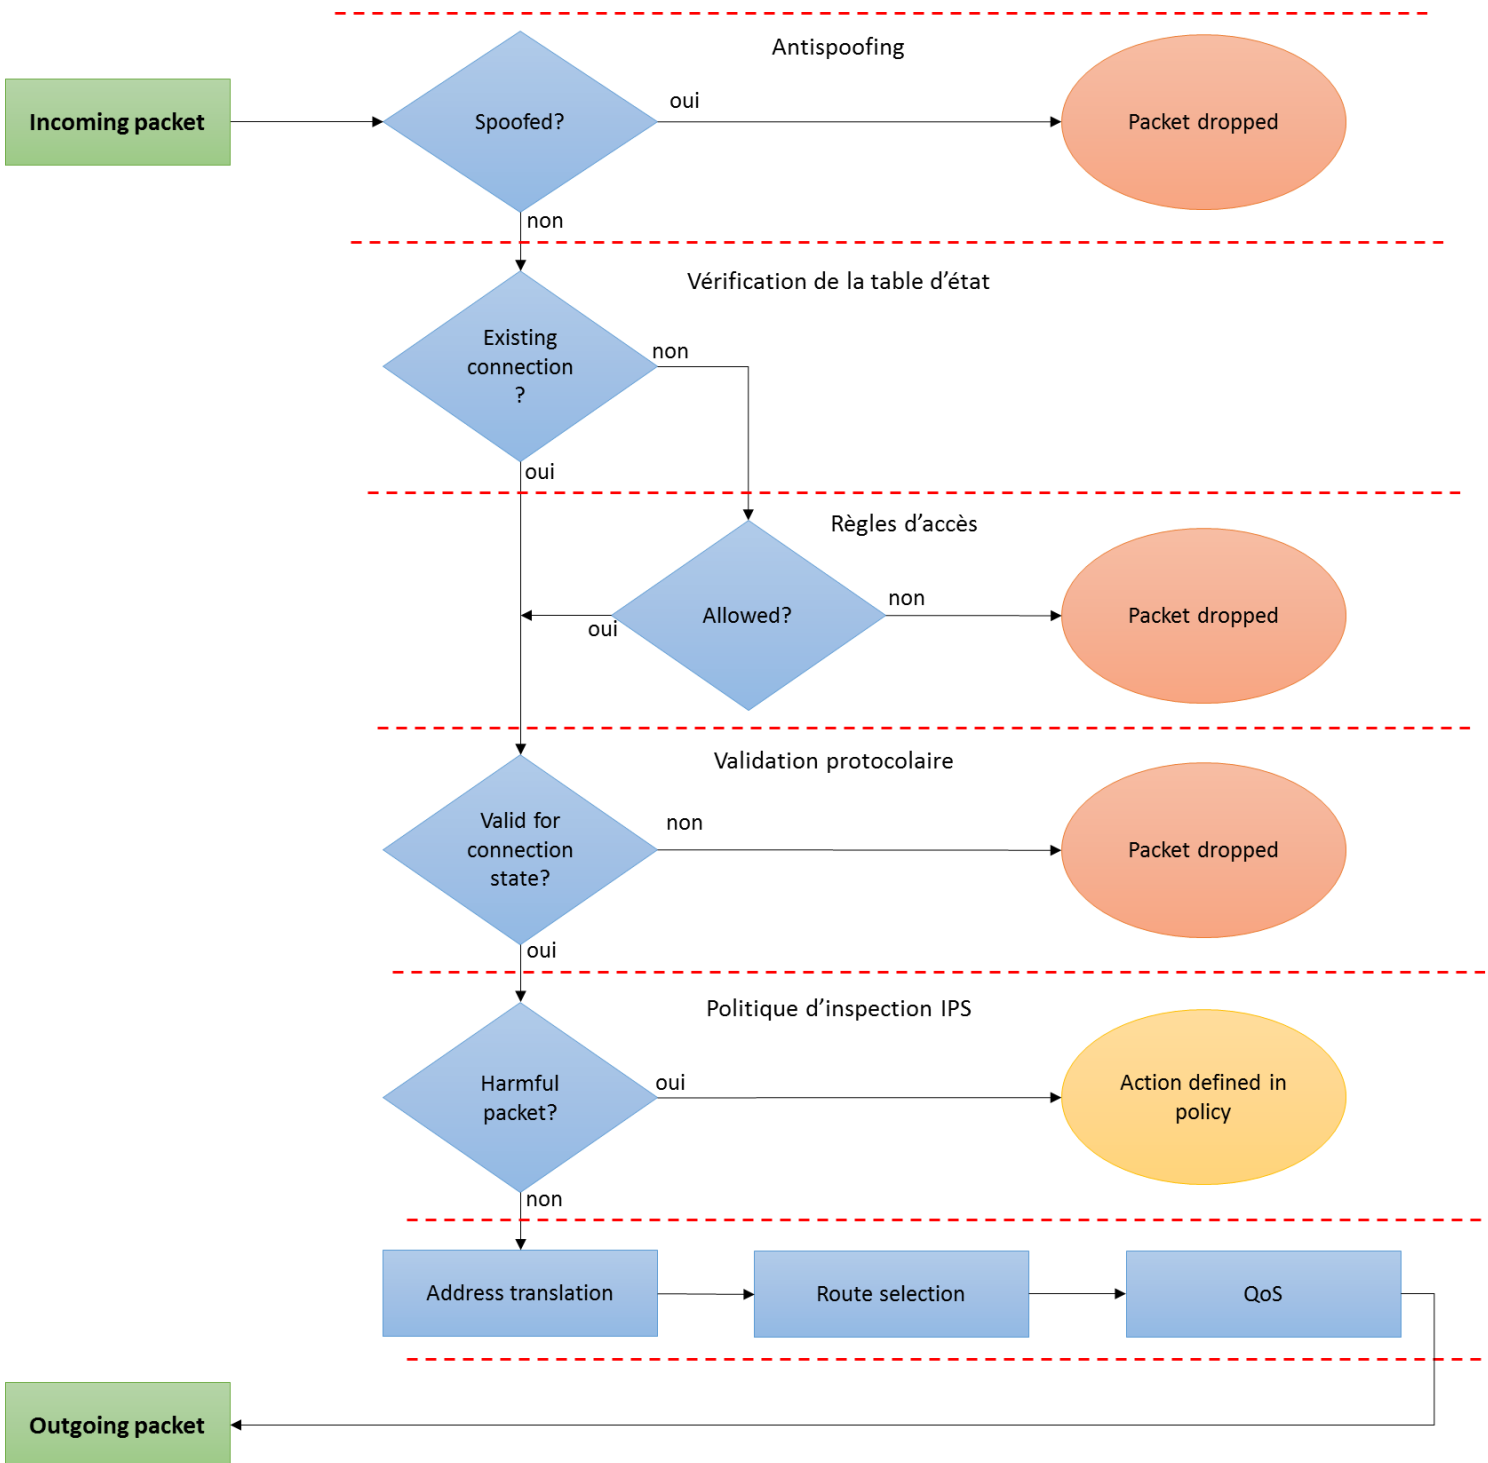 Antispoofing
Incoming packet
Spoofed?
oui
Packet dropped
non
Vérification de la table d’état
Existing
connection
?
non
oui
Règles d’accès
Allowed?
oui
non
Packet dropped
Validation protocolaire
Valid for
connection
state?
non
Packet dropped
oui
Politique d’inspection IPS
Harmful
packet?
oui
Action defined in
policy
non
Address translation
Route selection
QoS
Outgoing packet